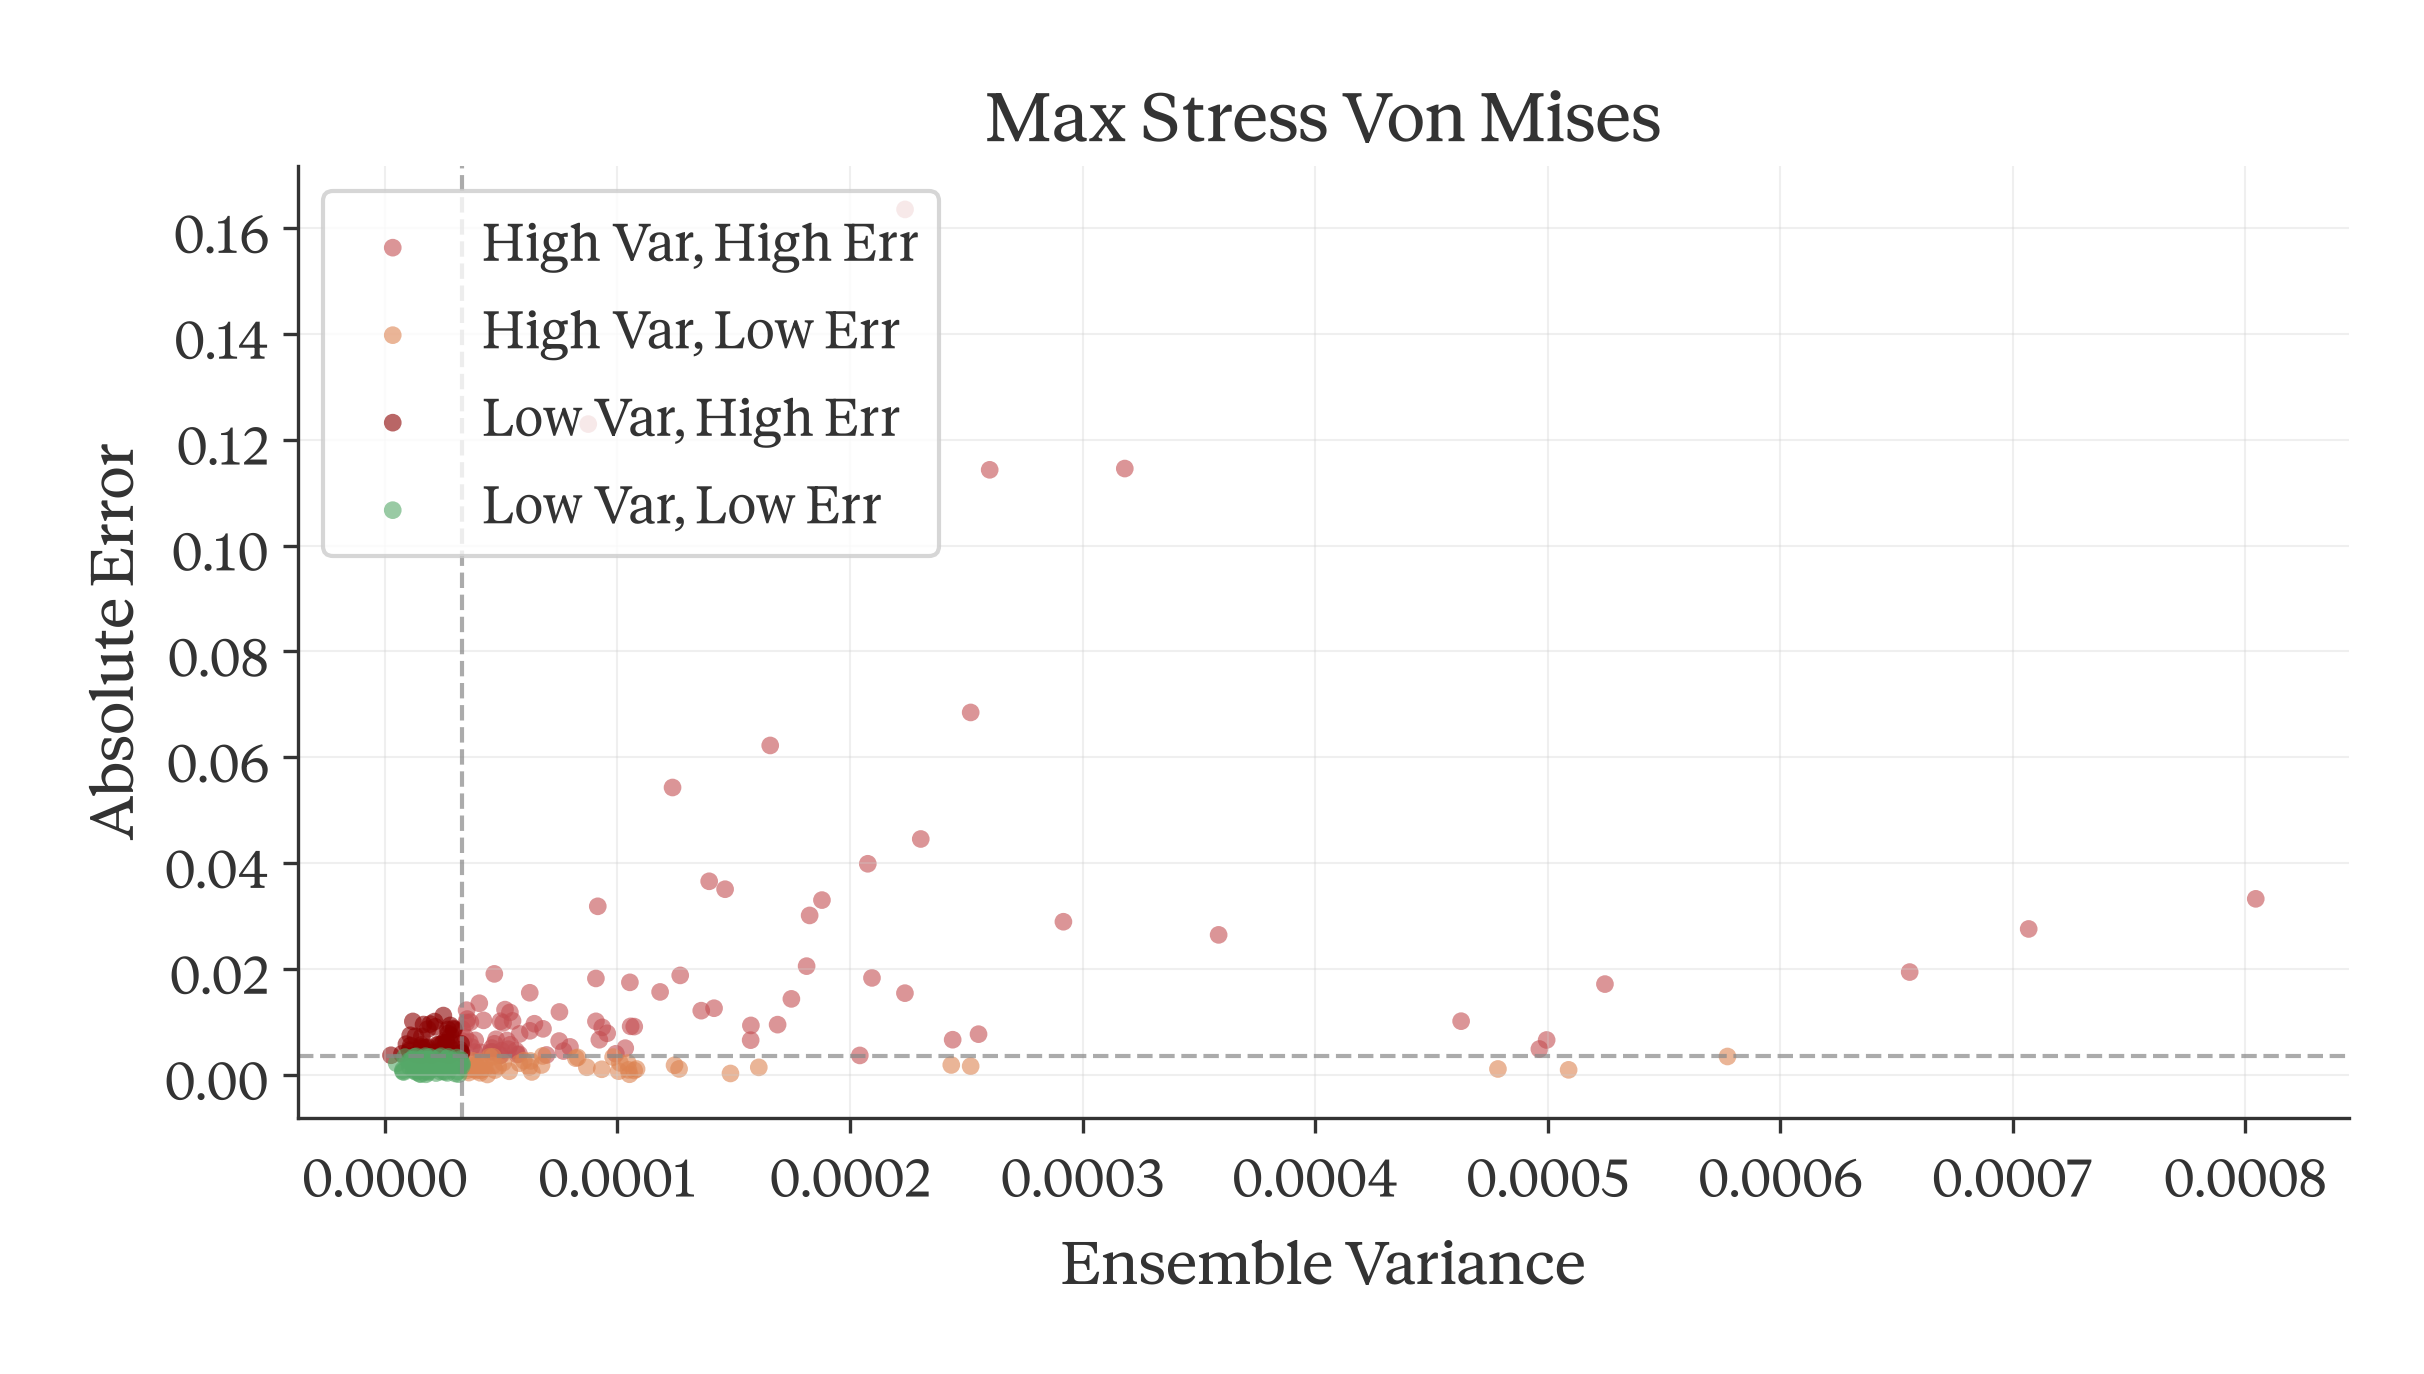 Max Stress Von Mises
High Var, High Err
High Var, Low Err
Low Var, High Err
Low Var, Low Err
Absolute Error
0.16
0.14
0.12
0.10
0.08
0.06
0.04
0.02
0.00
0.0000 0.0001 0.0002 0.0003 0.0004 0.0005 0.0006 0.0007 0.0008
Ensemble Variance